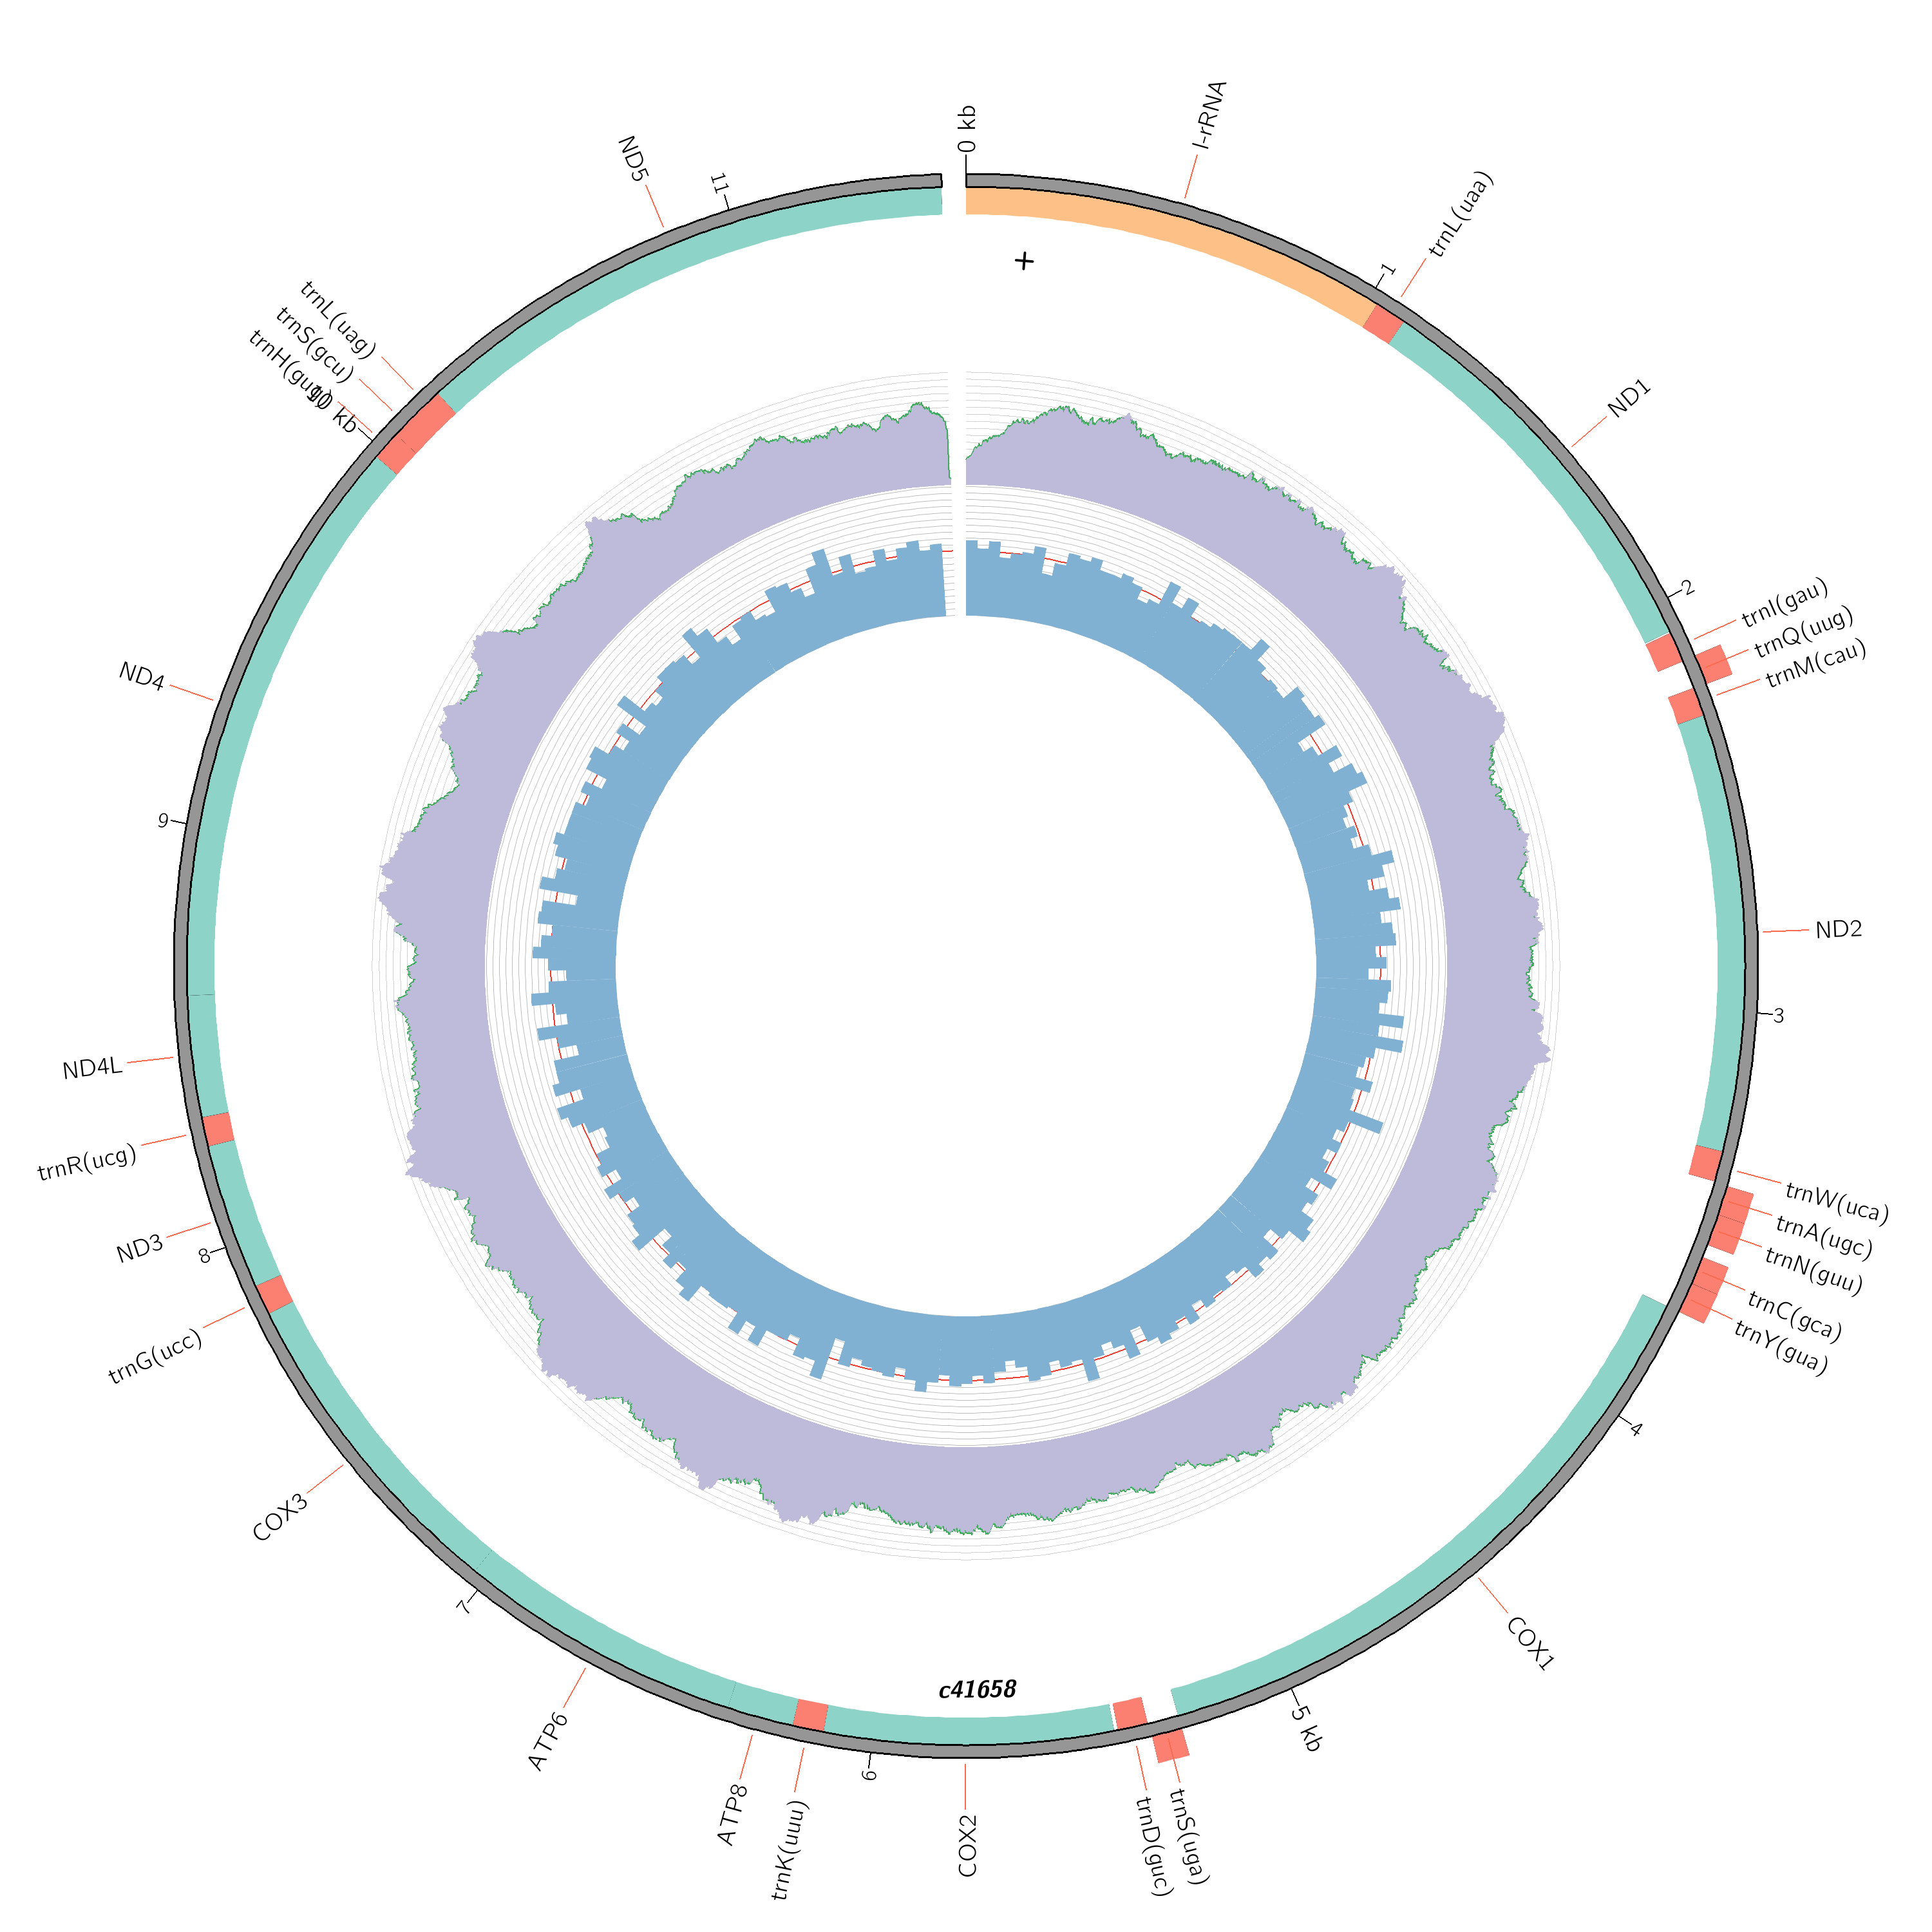 0 kb
l-rRNA
1
trnL(uaa)
ND1
2
trnI(gau)
trnQ(uug)
trnM(cau)
ND2
3
trnW(uca)
trnA(ugc)
trnN(guu)
trnC(gca)
trnY(gua)
4
COX1
5 kb
trnS(uga)
trnD(guc)
COX2
6
trnK(uuu)
ATP8
ATP6
7
COX3
trnG(ucc)
8
ND3
trnR(ucg)
ND4L
9
ND4
10 kb
trnH(gug)
trnS(gcu)
trnL(uag)
ND5
11
+
c41658